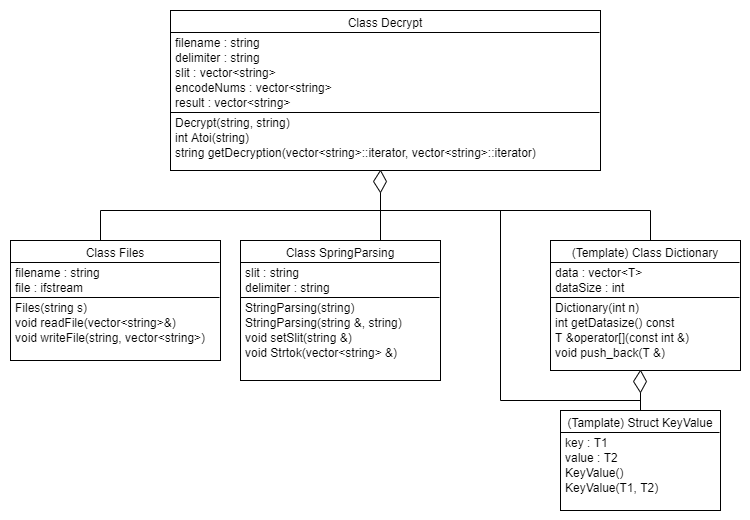 Class Decrypt
filename : string
delimiter : string
slit : vector<string>
encodeNums : vector<string>
result : vector<string>
Decrypt(string, string)
int Atoi(string)
string getDecryption(vector<string>::iterator, vector<string>::iterator)
Class Files
filename : string
file : ifstream
Files(string s)
void readFile(vector<string>&)
void writeFile(string, vector<string>)
Class SpringParsing
slit : string
delimiter : string
StringParsing(string)
StringParsing(string &, string)
void setSlit(string &)
void Strtok(vector<string> &)
(Template) Class Dictionary
data : vector<T>
dataSize : int
Dictionary(int n)
int getDatasize() const
T &operator[](const int &)
void push_back(T &)
(Tamplate) Struct KeyValue
key : T1
value : T2
KeyValue()
KeyValue(T1, T2)